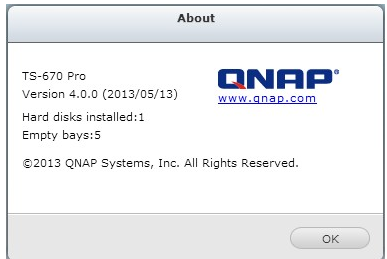 About
TS-670 Pro
Version 4.0.0 (2013/05/13)
Hard disks installed:1
Empty bays:5
QNAP®
www.qnap.com
©2013 QNAP Systems, Inc. All Rights Reserved.
OK